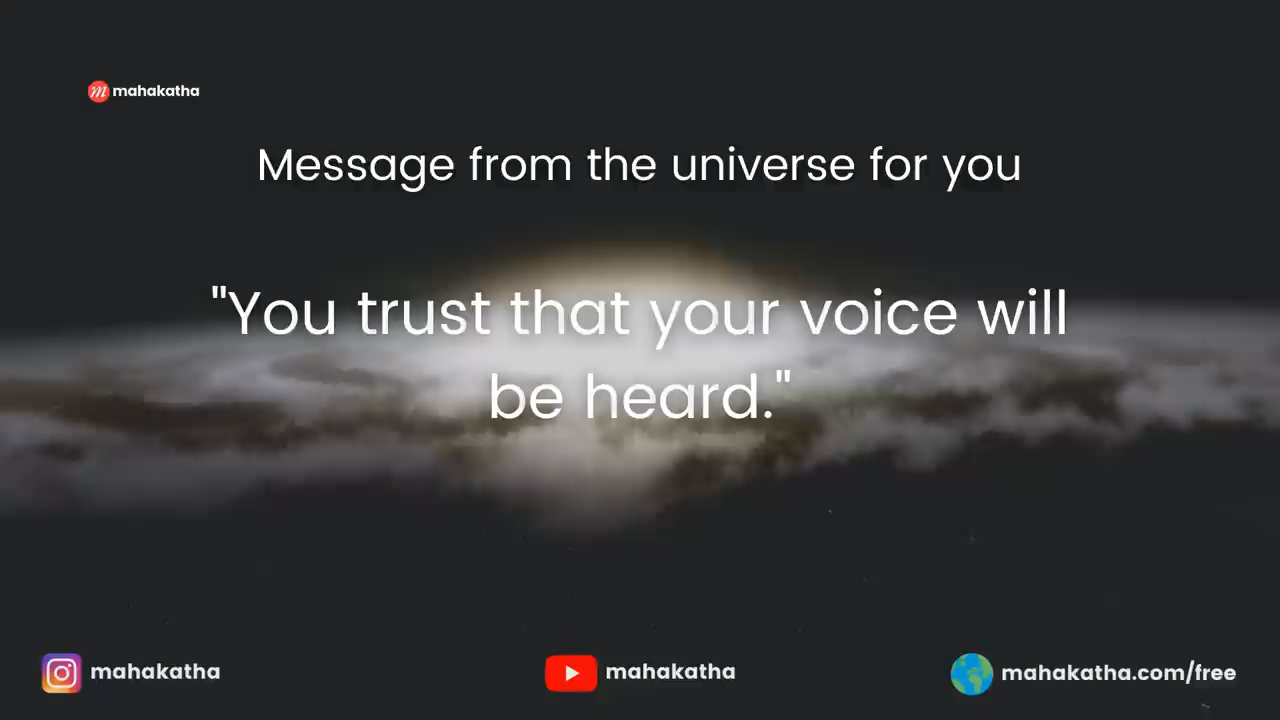 mahakatha
Message from the universe for you
"You trust that your voice will
be heard."
mahakatha
mahakatha
mahakatha.com/free